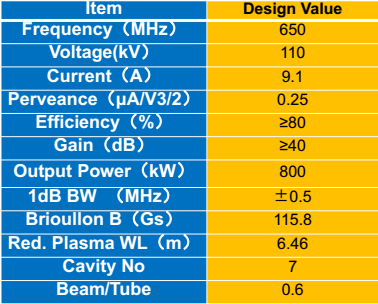 Item Design Value
Frequency（MHz） 650
Voltage(kV) 110
Current（A） 9.1
Perveance（μA/V3/2） 0.25
Efficiency（%） ≥80
Gain（dB） ≥40
Output Power（kW） 800
1dB BW （MHz） ±0.5
Brioullon B（Gs） 115.8
Red. Plasma WL（m） 6.46
Cavity No 7
Beam/Tube 0.6